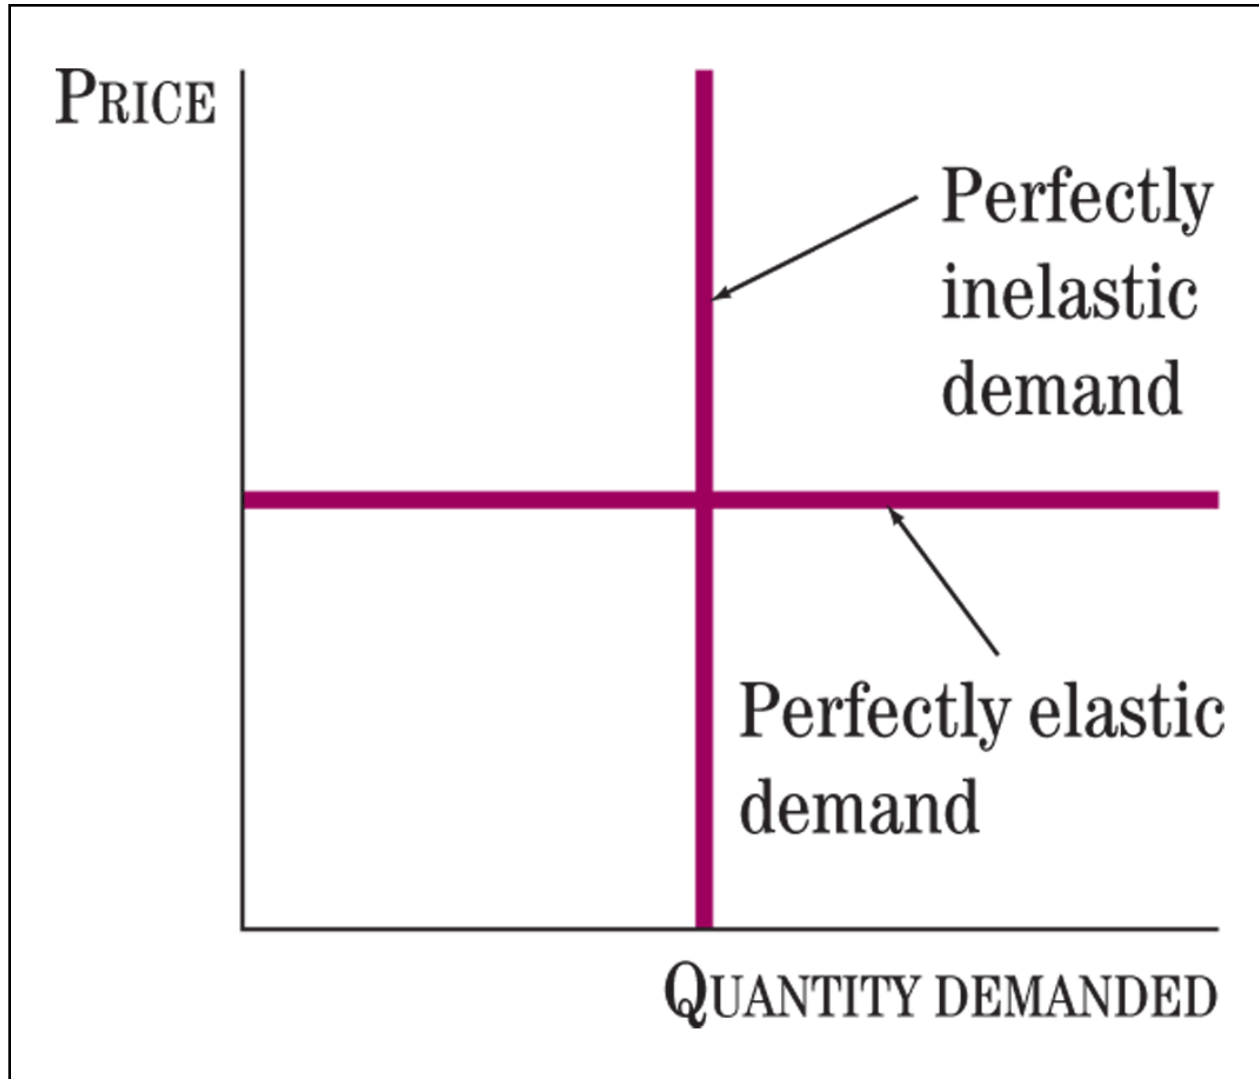 PRICE
Perfectly
inelastic
demand
Perfectly elastic
demand
QUANTITY DEMANDED